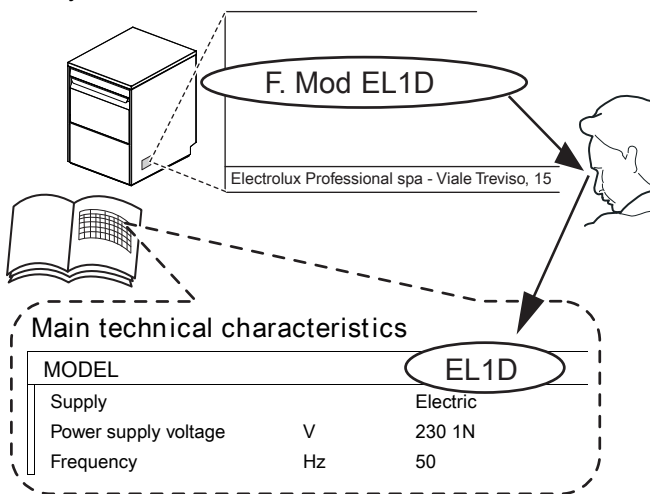 F. Mod EL1D
Electrolux Professional spa - Viale Treviso, 15
Main technical characteristics
MODEL EL1D
Supply Electric
Power supply voltage V 230 1N
Frequency Hz 50